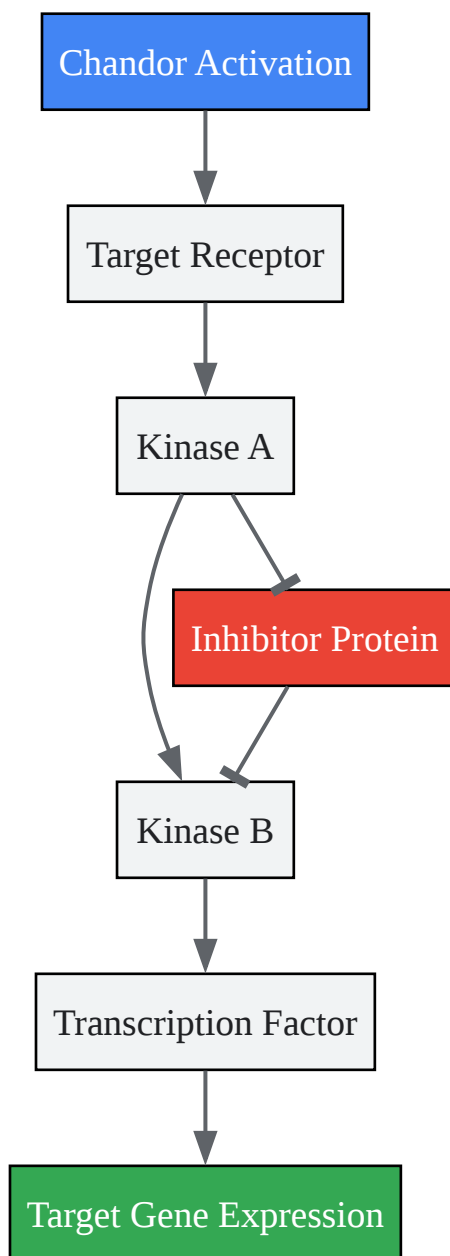 Chandor Activation
Target Receptor
Kinase A
Inhibitor Protein
Kinase B
Transcription Factor
Target Gene Expression